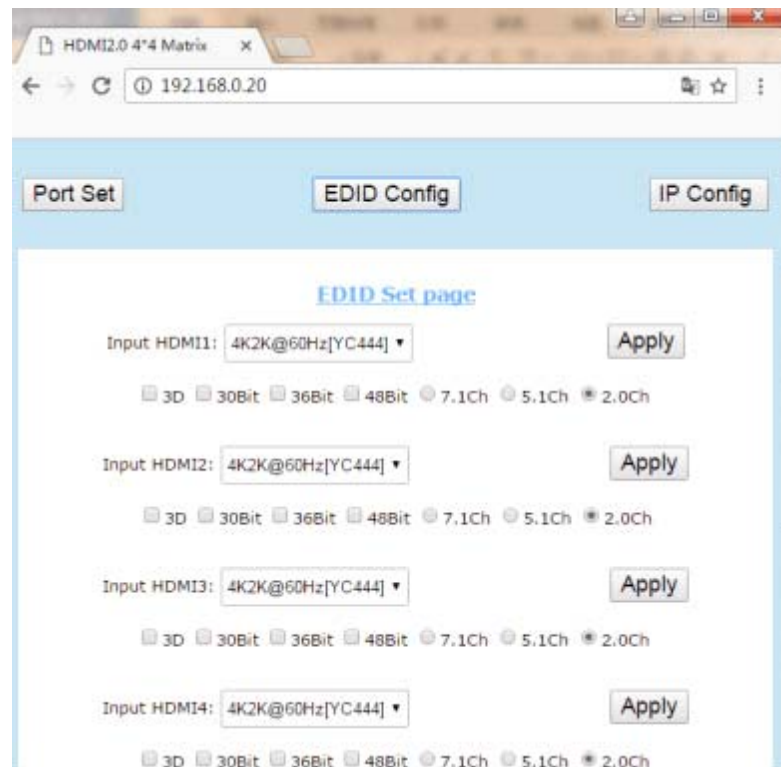 HDMI2.0 4*4 Matrix
192.168.0.20
Port Set EDID Config IP Config
EDID Set page
Input HDMI1: 4K2K@60Hz[YC444] Apply
3D 30Bit 36Bit 48Bit 7.1Ch 5.1Ch 2.0Ch
Input HDMI2: 4K2K@60Hz[YC444] Apply
3D 30Bit 36Bit 48Bit 7.1Ch 5.1Ch 2.0Ch
Input HDMI3: 4K2K@60Hz[YC444] Apply
3D 30Bit 36Bit 48Bit 7.1Ch 5.1Ch 2.0Ch
Input HDMI4: 4K2K@60Hz[YC444] Apply
3D 30Bit 36Bit 48Bit 7.1Ch 5.1Ch 2.0Ch